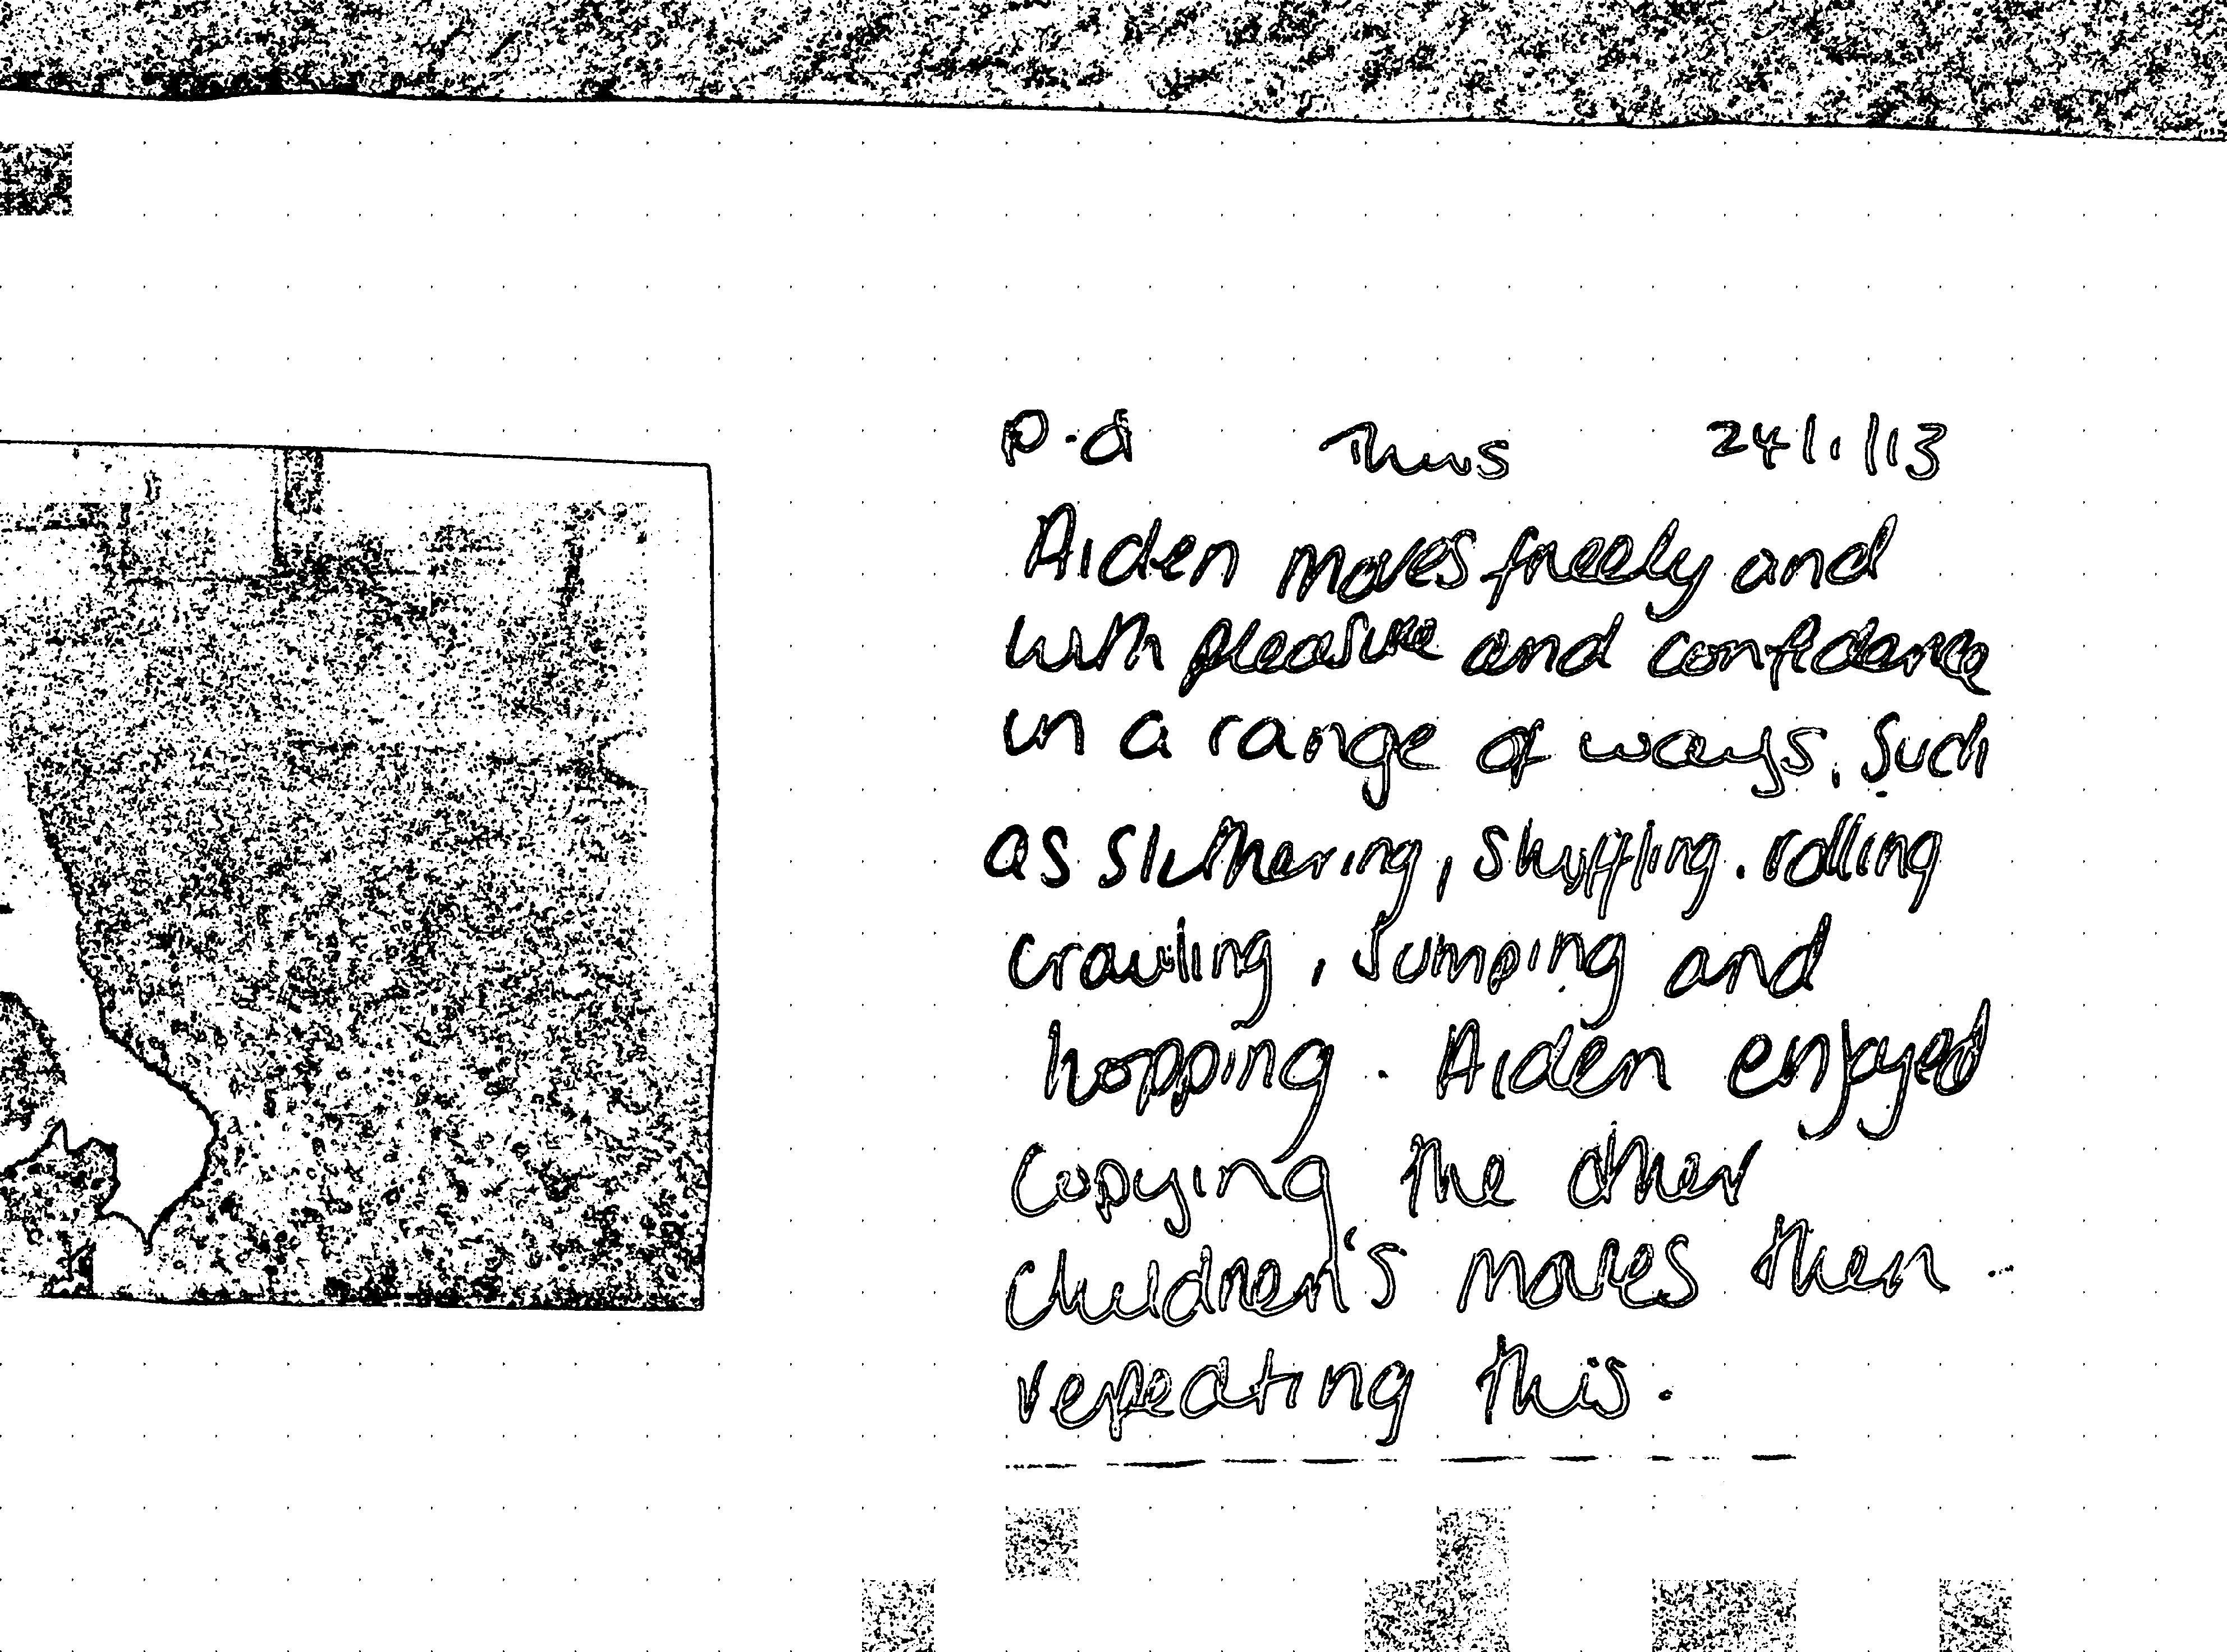 P.d Thurs 24/1/13
Aiden moves freely and
with pleasure and confidence
in a range of ways, such
as slithering, shuffling. rolling
crawling, Jumping and
hopping. Aiden enjoyed
copying the other
children's moves then
repeating this.